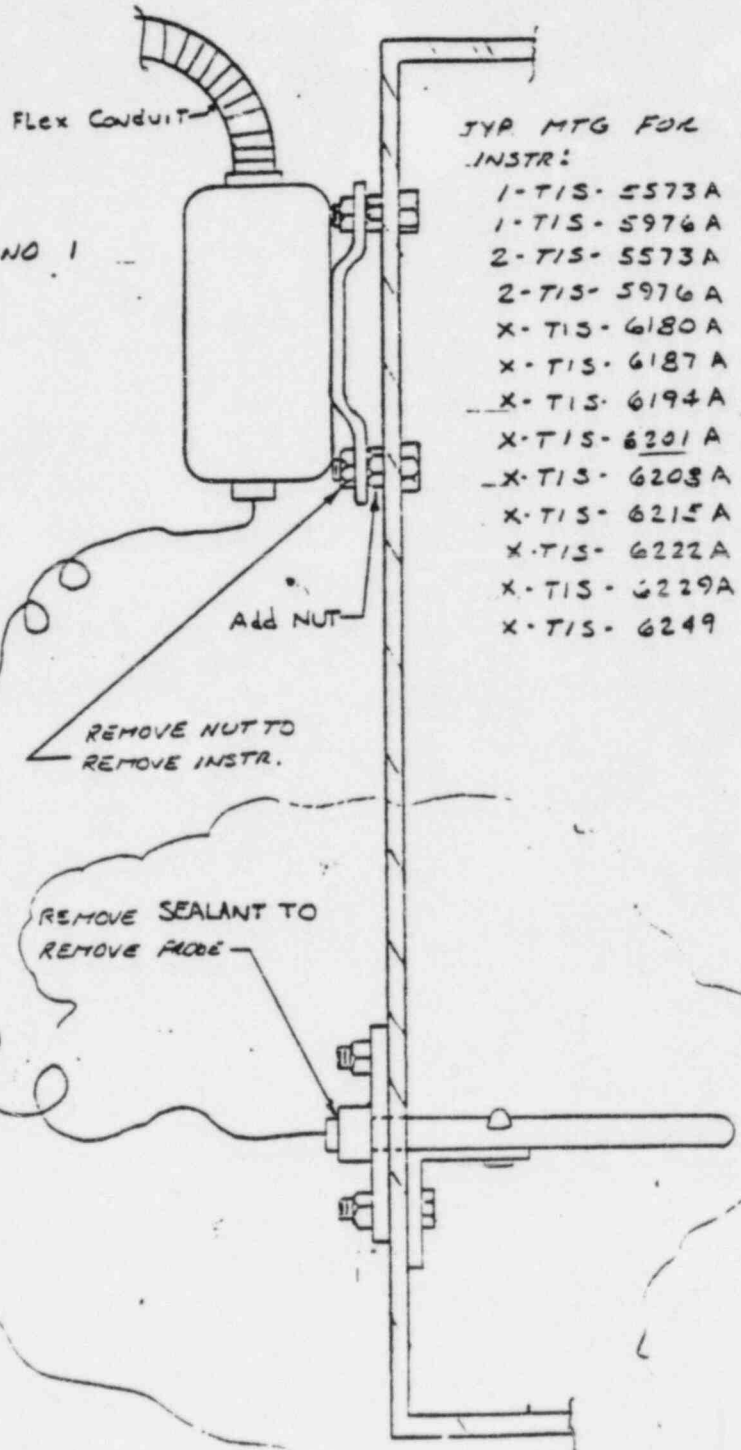 Flex Conduit
NO 1
TYP. MTG FOR
INSTR:
1-TIS-5573A
1-TIS-5976A
2-TIS-5573A
2-TIS-5976A
X-TIS-6180A
X-TIS-6187A
X-TIS-6194A
X-TIS-6201A
X-TIS-6208A
X-TIS-6215A
X-TIS-6222A
X-TIS-6229A
X-TIS-6249
Add NUT
REMOVE NUT TO
REMOVE INSTR.
REMOVE SEALANT TO
REMOVE PROBE